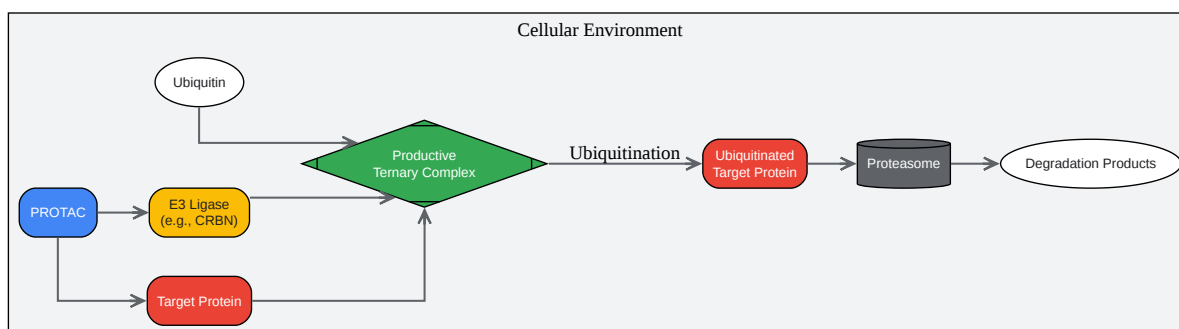 Cellular Environment
Ubiquitin
Productive
Ternary Complex
Ubiquitination
Ubiquitinated
Target Protein
Proteasome
Degradation Products
PROTAC
E3 Ligase
(e.g., CRBN)
Target Protein